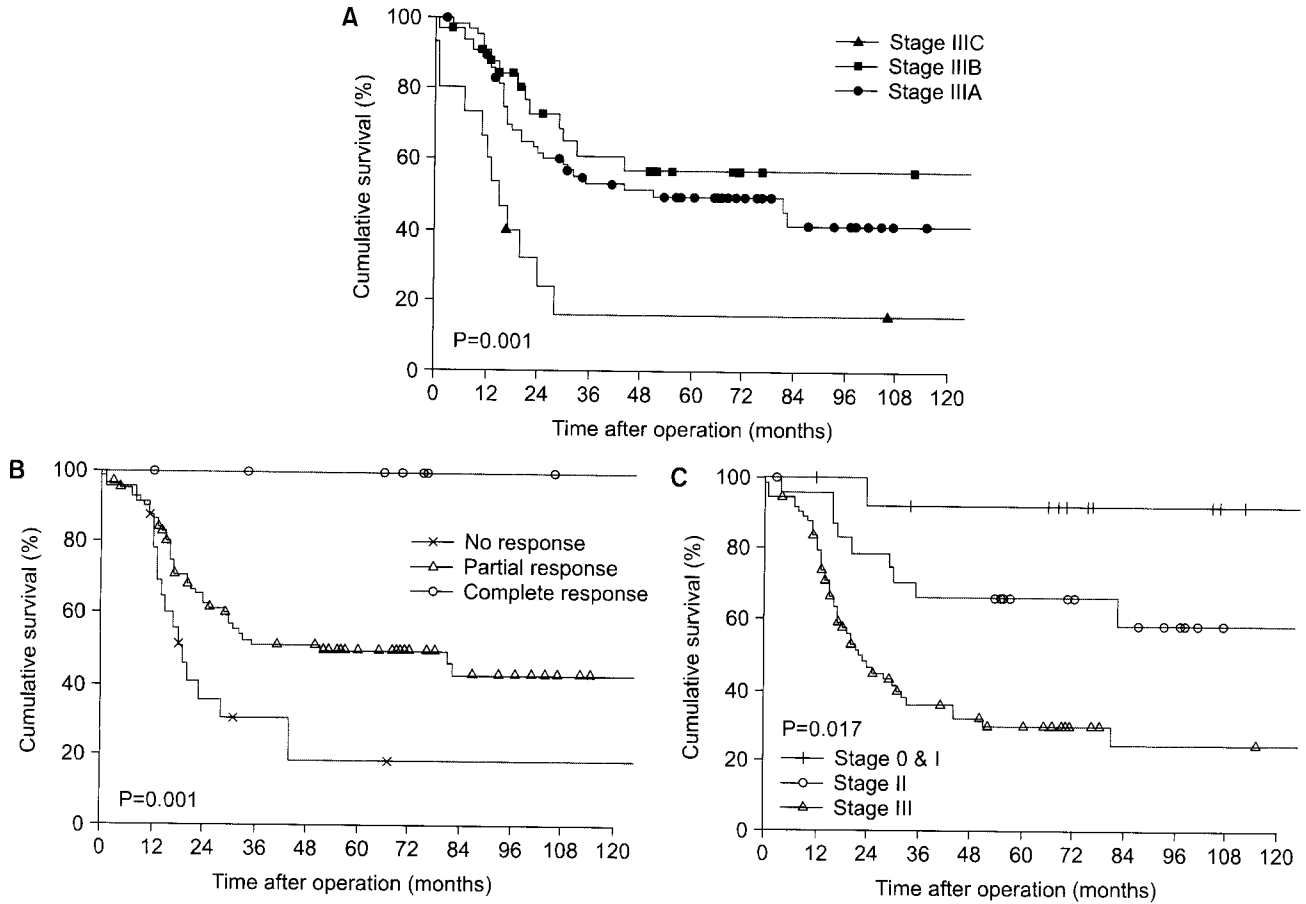 A
Cumulative survival (%)
100
80
60
40
20
0
Stage IIIC
Stage IIIB
Stage IIIA
P=0.001
0 12 24 36 48 60 72 84 96 108 120
Time after operation (months)
B
Cumulative survival (%)
100
80
60
40
20
0
No response
Partial response
Complete response
P=0.001
0 12 24 36 48 60 72 84 96 108 120
Time after operation (months)
C
Cumulative survival (%)
100
80
60
40
20
0
P=0.017
Stage 0 & I
Stage II
Stage III
0 12 24 36 48 60 72 84 96 108 120
Time after operation (months)